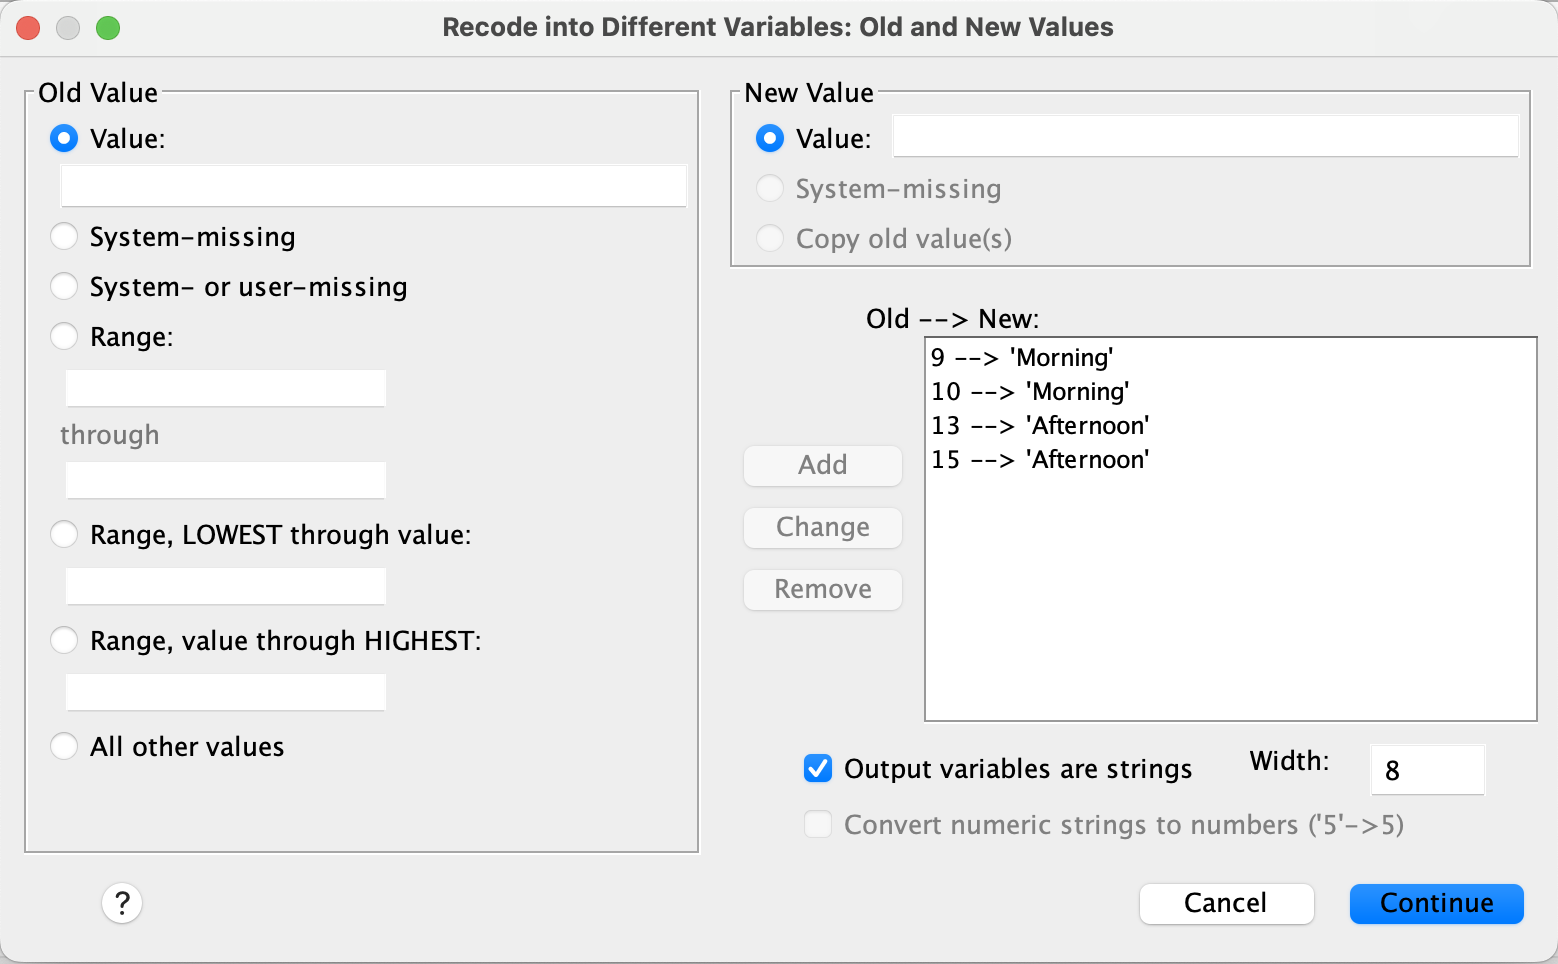 Recode into Different Variables: Old and New Values
Old Value
Value:
System-missing
System- or user-missing
Range:
through
Range, LOWEST through value:
Range, value through HIGHEST:
All other values
New Value
Value:
System-missing
Copy old value(s)
Old --> New:
9 --> 'Morning'
10 --> 'Morning'
13 --> 'Afternoon'
15 --> 'Afternoon'
Add
Change
Remove
Output variables are strings
Width:
8
Convert numeric strings to numbers ('5'->5)
?
Cancel
Continue